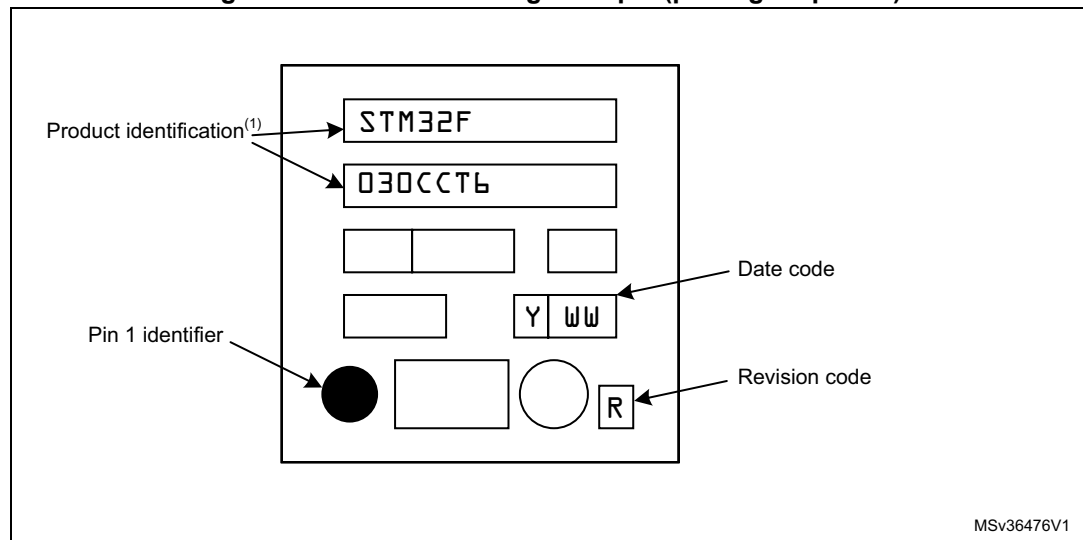 Product identification(1)
STM32F
030CCT6
Date code
Y WW
Pin 1 identifier
Revision code
R
MSv36476V1